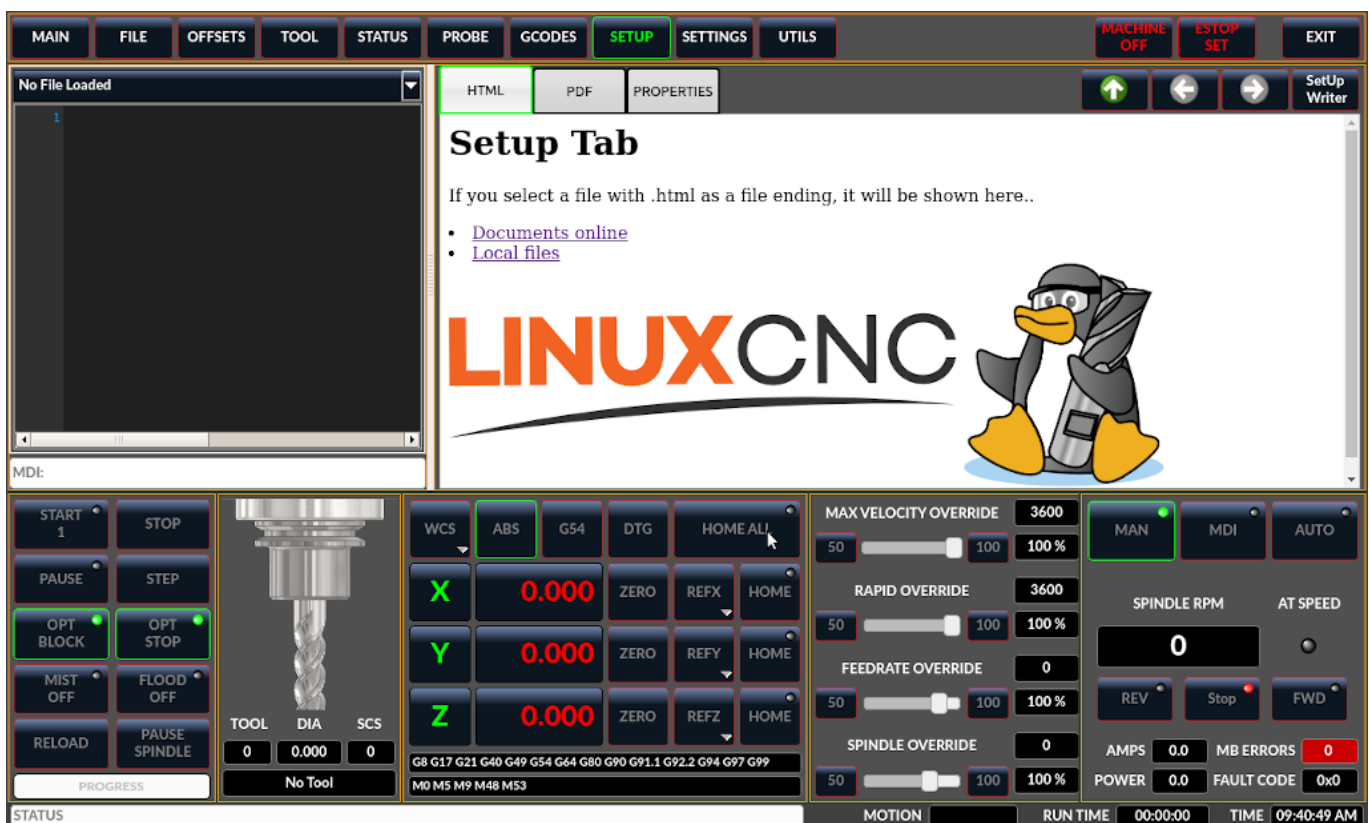 MAIN FILE OFFSETS TOOL STATUS PROBE GCODES SETUP SETTINGS UTILS MACHINE OFF ESTOP SET EXIT
No File Loaded
HTML PDF PROPERTIES
SetUp Writer
1
Setup Tab
If you select a file with .html as a file ending, it will be shown here..
• Documents online
• Local files
LINUXCNC
MDI:
START 1 STOP
PAUSE STEP
OPT BLOCK OPT STOP
MIST OFF FLOOD OFF
RELOAD PAUSE SPINDLE
PROGRESS
TOOL DIA SCS
0 0.000 0
No Tool
WCS ABS G54 DTG HOME ALL
X 0.000 ZERO REFX HOME
Y 0.000 ZERO REFY HOME
Z 0.000 ZERO REFZ HOME
G8 G17 G21 G40 G49 G54 G64 G80 G90 G91.1 G92.2 G94 G97 G99
M0 M5 M9 M48 M53
MAX VELOCITY OVERRIDE 3600
50 100 100 %
RAPID OVERRIDE 3600
50 100 100 %
FEEDRATE OVERRIDE 0
50 100 100 %
SPINDLE OVERRIDE 0
50 100 100 %
MAN MDI AUTO
SPINDLE RPM AT SPEED
0
REV Stop FWD
AMPS 0.0 MB ERRORS 0
POWER 0.0 FAULT CODE 0x0
STATUS MOTION RUN TIME 00:00:00 TIME 09:40:49 AM